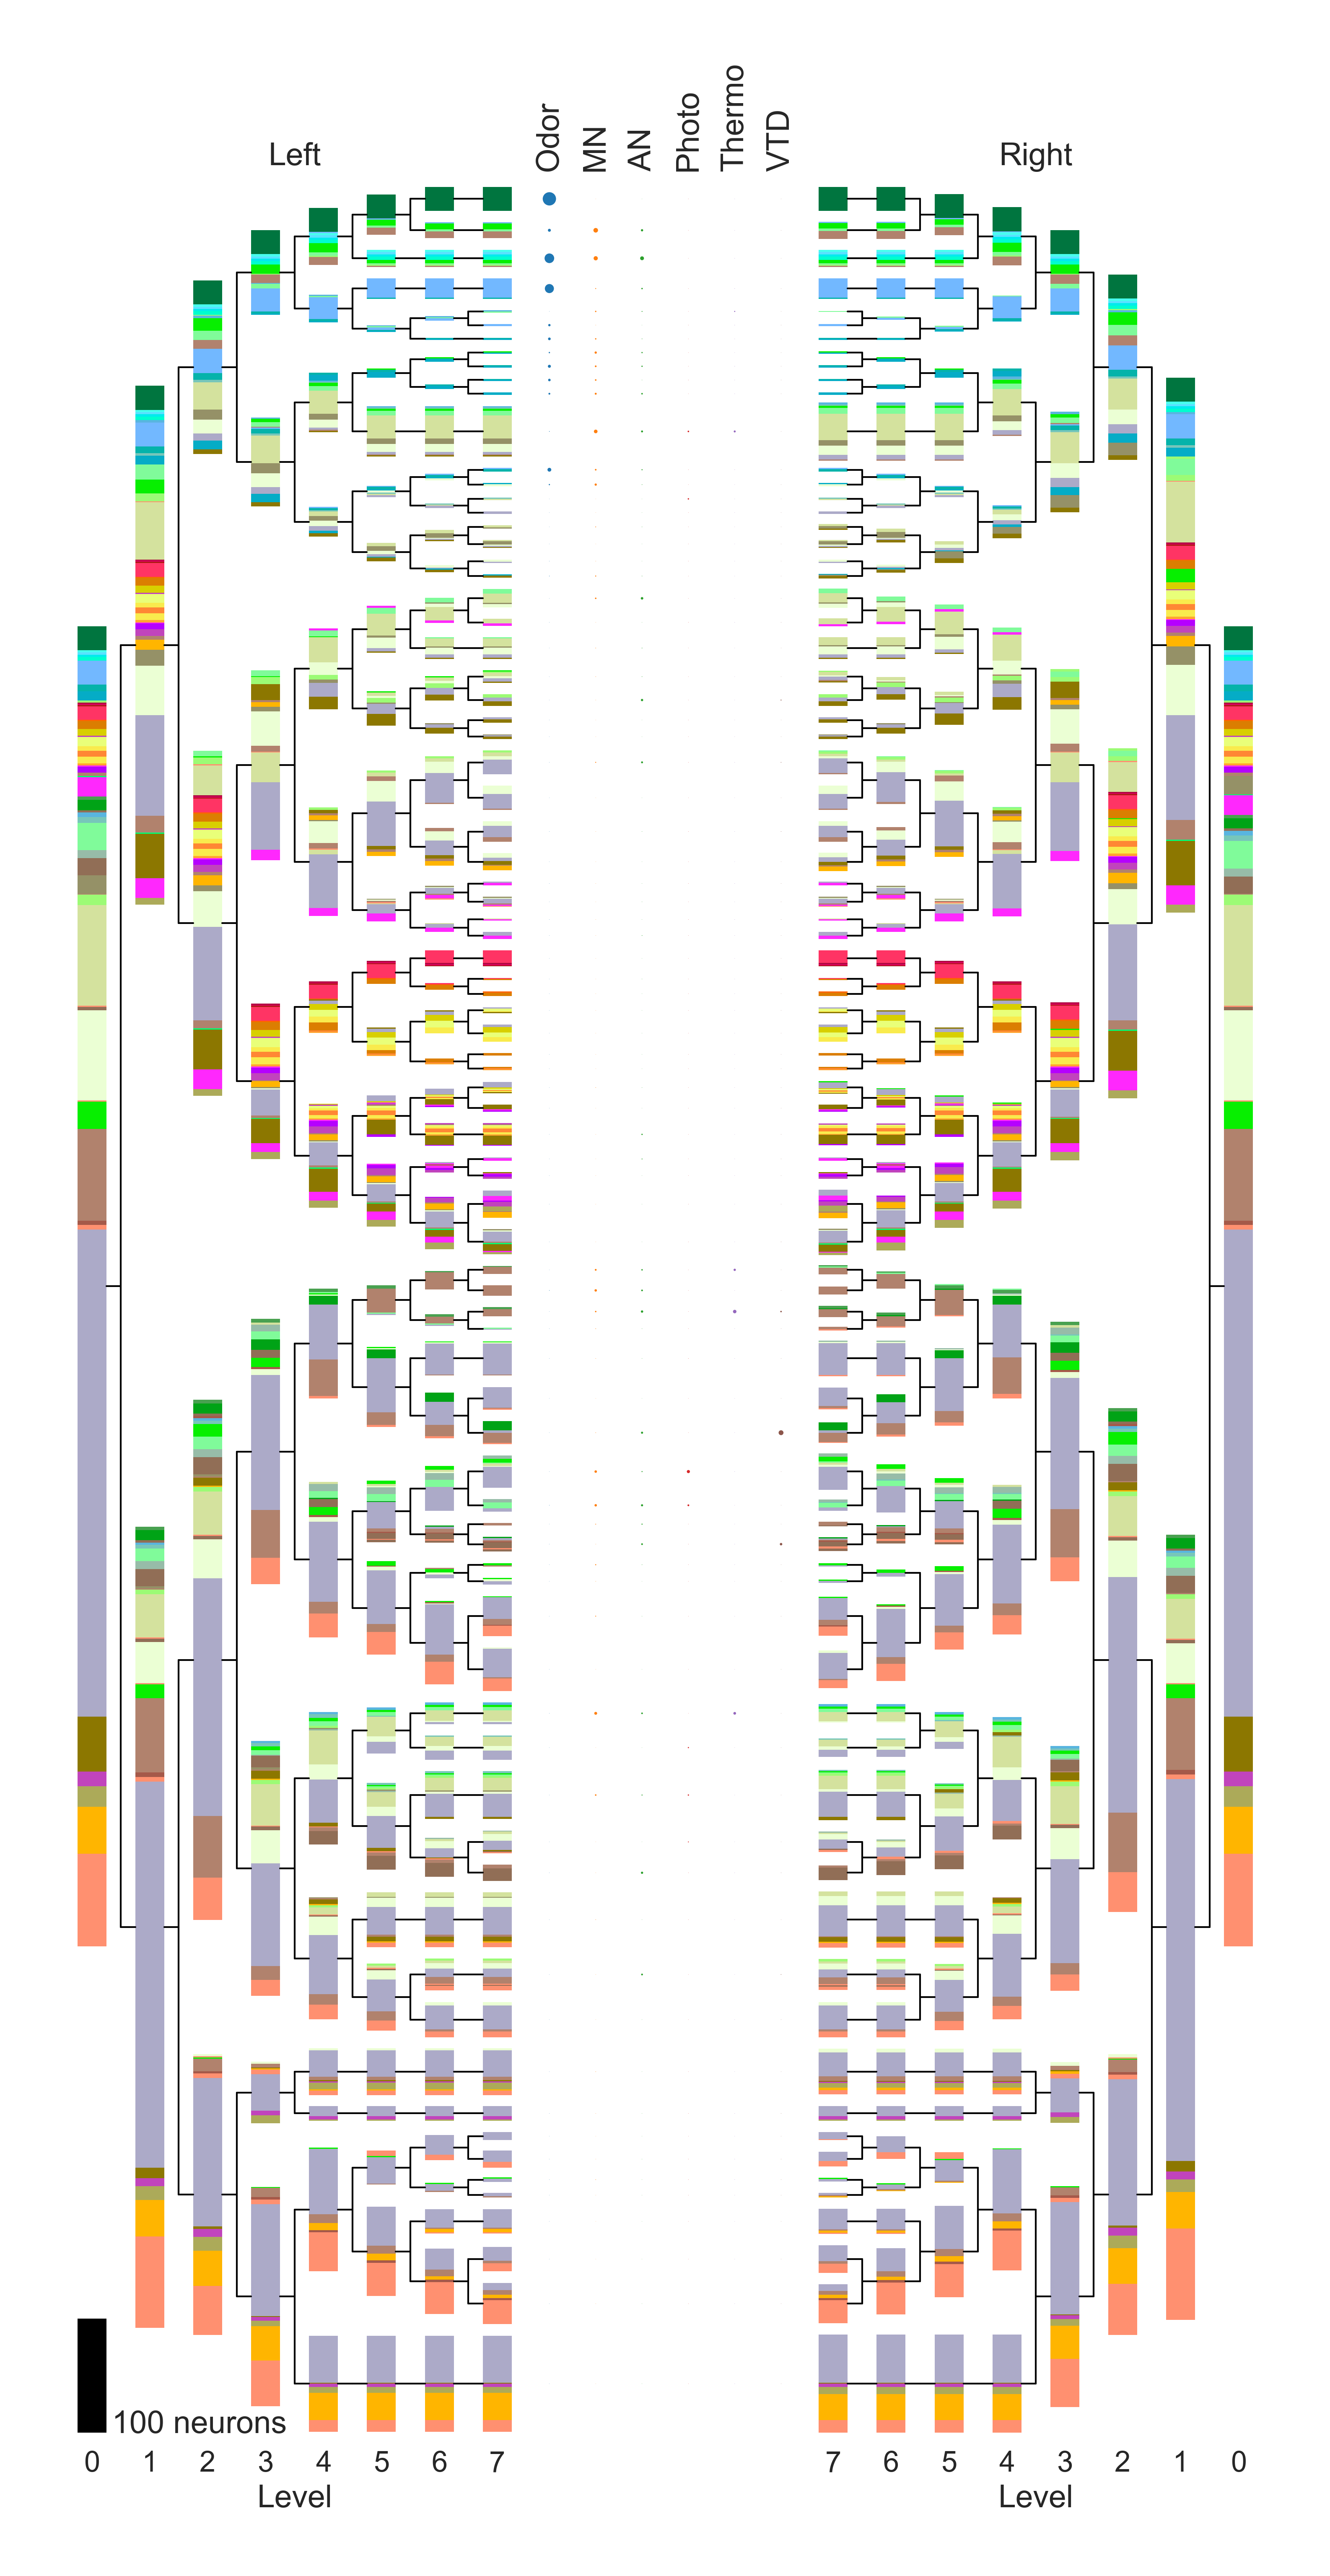 Left
Odor
MN
AN
Photo
Thermo
VTD
Right
100 neurons
0 1 2 3 4 5 6 7
7 6 5 4 3 2 1 0
Level
Level